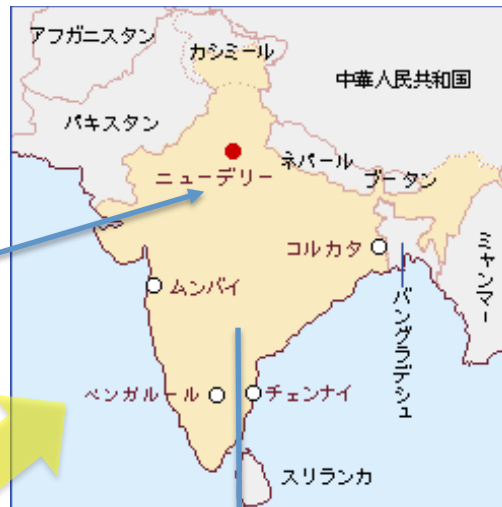 アフガニスタン
カシミール
中華人民共和国
パキスタン
ニューデリー
ネパール
ブータン
コルカタ
ミャンマー
ムンバイ
バングラデシュ
ベンガルール
チェンナイ
スリランカ